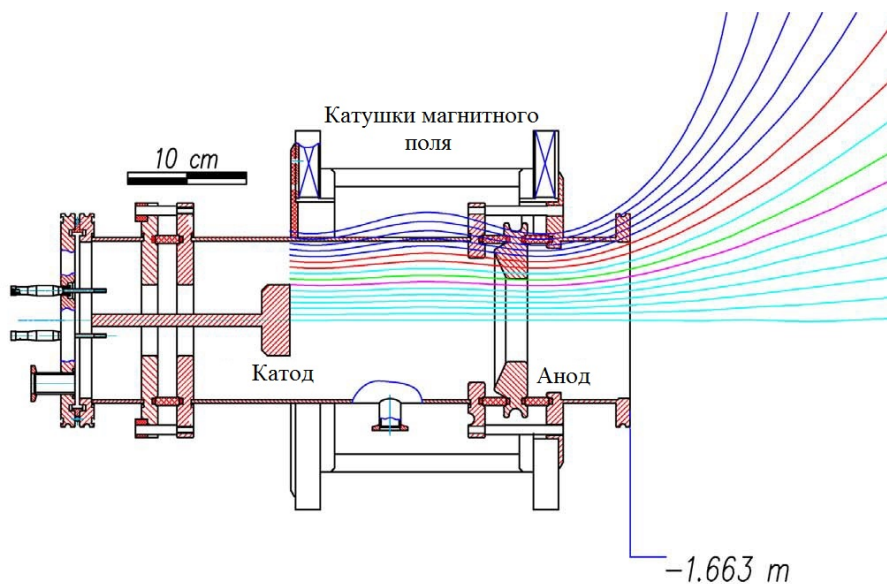 Катушки магнитного
поля
10 cm
Катод
Анод
-1.663 m